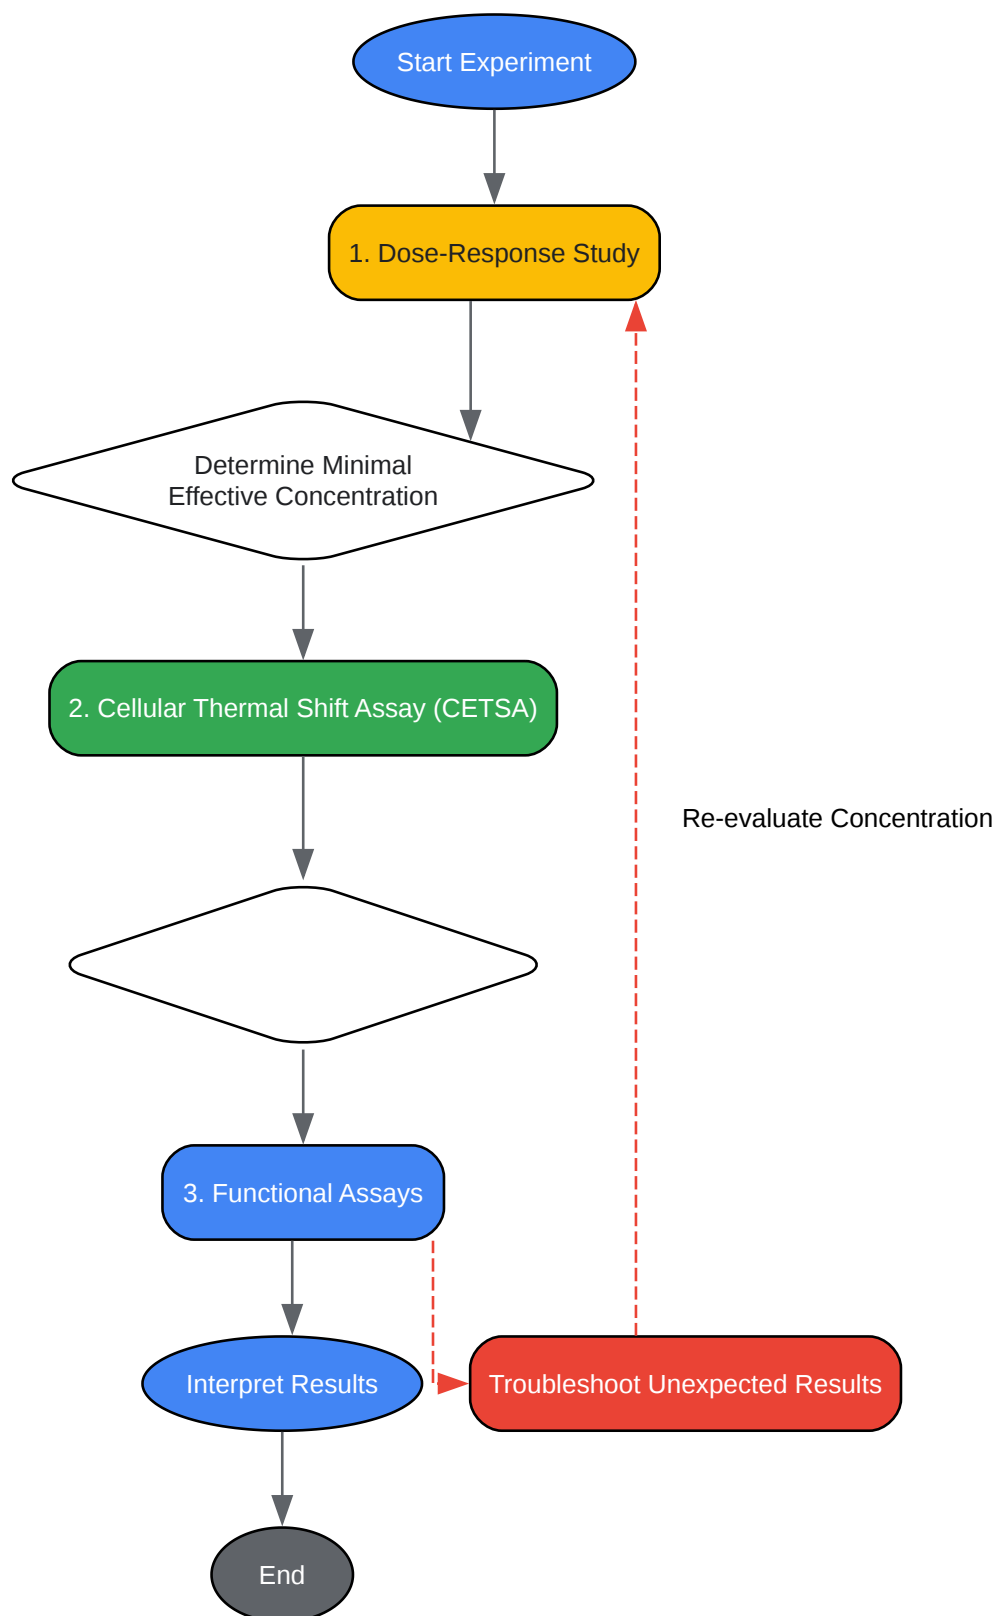 Start Experiment
1. Dose-Response Study
Determine Minimal
Effective Concentration
2. Cellular Thermal Shift Assay (CETSA)
Re-evaluate Concentration
3. Functional Assays
Interpret Results
Troubleshoot Unexpected Results
End